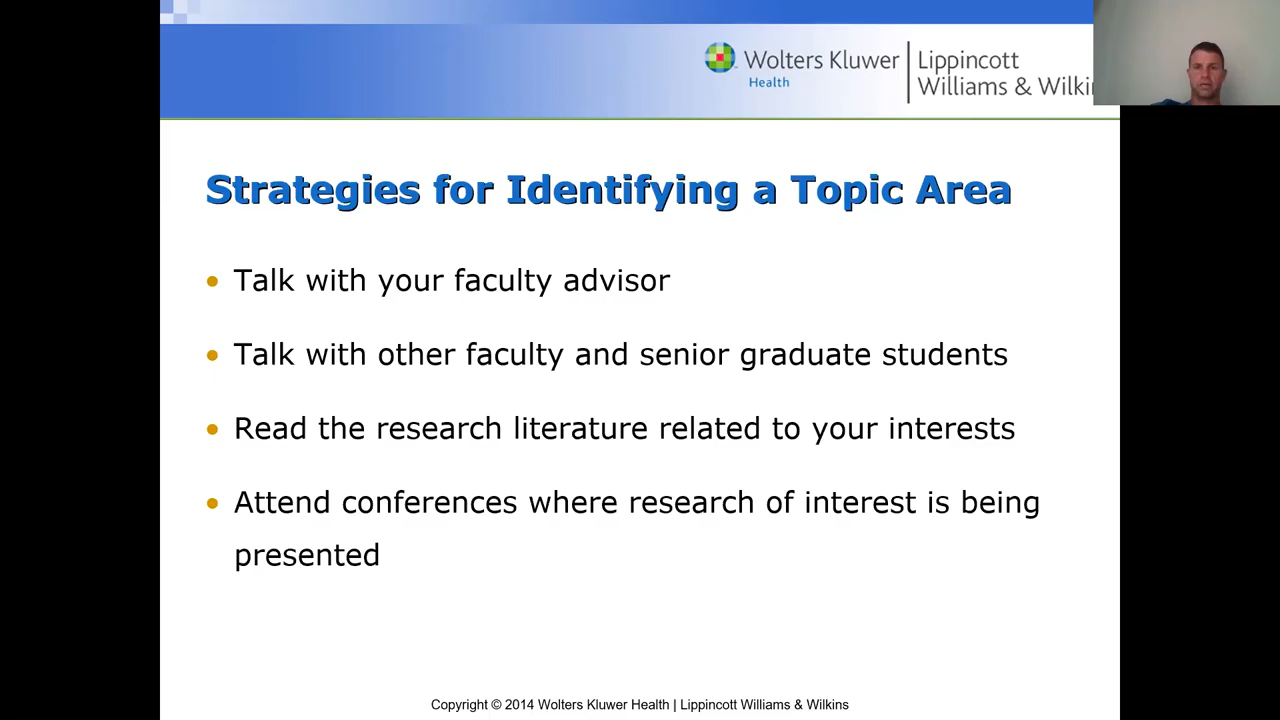 Wolters Kluwer
Health
Lippincott
Williams & Wilki
Strategies for Identifying a Topic Area
• Talk with your faculty advisor
• Talk with other faculty and senior graduate students
• Read the research literature related to your interests
• Attend conferences where research of interest is being
presented
Copyright © 2014 Wolters Kluwer Health | Lippincott Williams & Wilkins